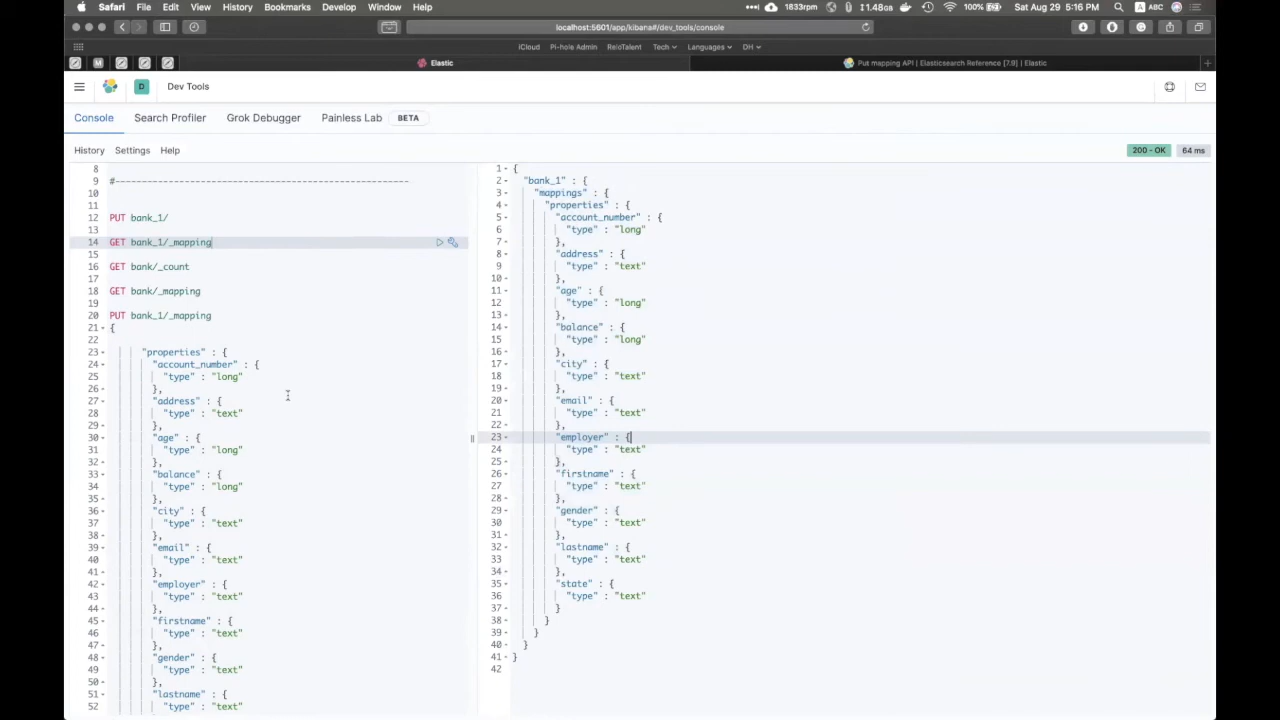 Safari File Edit View History Bookmarks Develop Window Help 1833rpm 100% Sat Aug 29 5:16 PM ABC
localhost:5601/app/kibana#/dev_tools/console
iCloud Pi-hole Admin ReloTalent Tech Languages DH
Elastic Put mapping API | Elasticsearch Reference [7.9] | Elastic
D Dev Tools
Console Search Profiler Grok Debugger Painless Lab BETA
History Settings Help 200 - OK 64 ms
8
9 #-------------------------------------------------------
10
11
12 PUT bank_1/
13
14 GET bank_1/_mapping
15
16 GET bank/_count
17
18 GET bank/_mapping
19
20 PUT bank_1/_mapping
21 {
22
23 "properties" : {
24 "account_number" : {
25 "type" : "long"
26 },
27 "address" : {
28 "type" : "text"
29 },
30 "age" : {
31 "type" : "long"
32 },
33 "balance" : {
34 "type" : "long"
35 },
36 "city" : {
37 "type" : "text"
38 },
39 "email" : {
40 "type" : "text"
41 },
42 "employer" : {
43 "type" : "text"
44 },
45 "firstname" : {
46 "type" : "text"
47 },
48 "gender" : {
49 "type" : "text"
50 },
51 "lastname" : {
52 "type" : "text"
1 {
2 "bank_1" : {
3 "mappings" : {
4 "properties" : {
5 "account_number" : {
6 "type" : "long"
7 },
8 "address" : {
9 "type" : "text"
10 },
11 "age" : {
12 "type" : "long"
13 },
14 "balance" : {
15 "type" : "long"
16 },
17 "city" : {
18 "type" : "text"
19 },
20 "email" : {
21 "type" : "text"
22 },
23 "employer" : {
24 "type" : "text"
25 },
26 "firstname" : {
27 "type" : "text"
28 },
29 "gender" : {
30 "type" : "text"
31 },
32 "lastname" : {
33 "type" : "text"
34 },
35 "state" : {
36 "type" : "text"
37 }
38 }
39 }
40 }
41 }
42